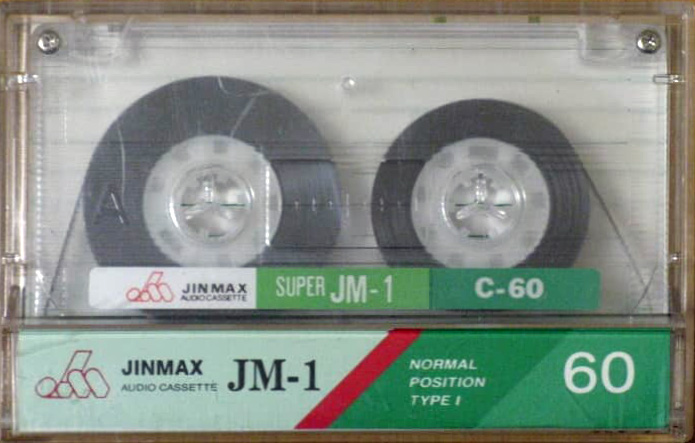 A
JINMAX
AUDIO CASSETTE
SUPER JM-1
C-60
JINMAX
AUDIO CASSETTE
JM-1
NORMAL
POSITION
TYPE I
60